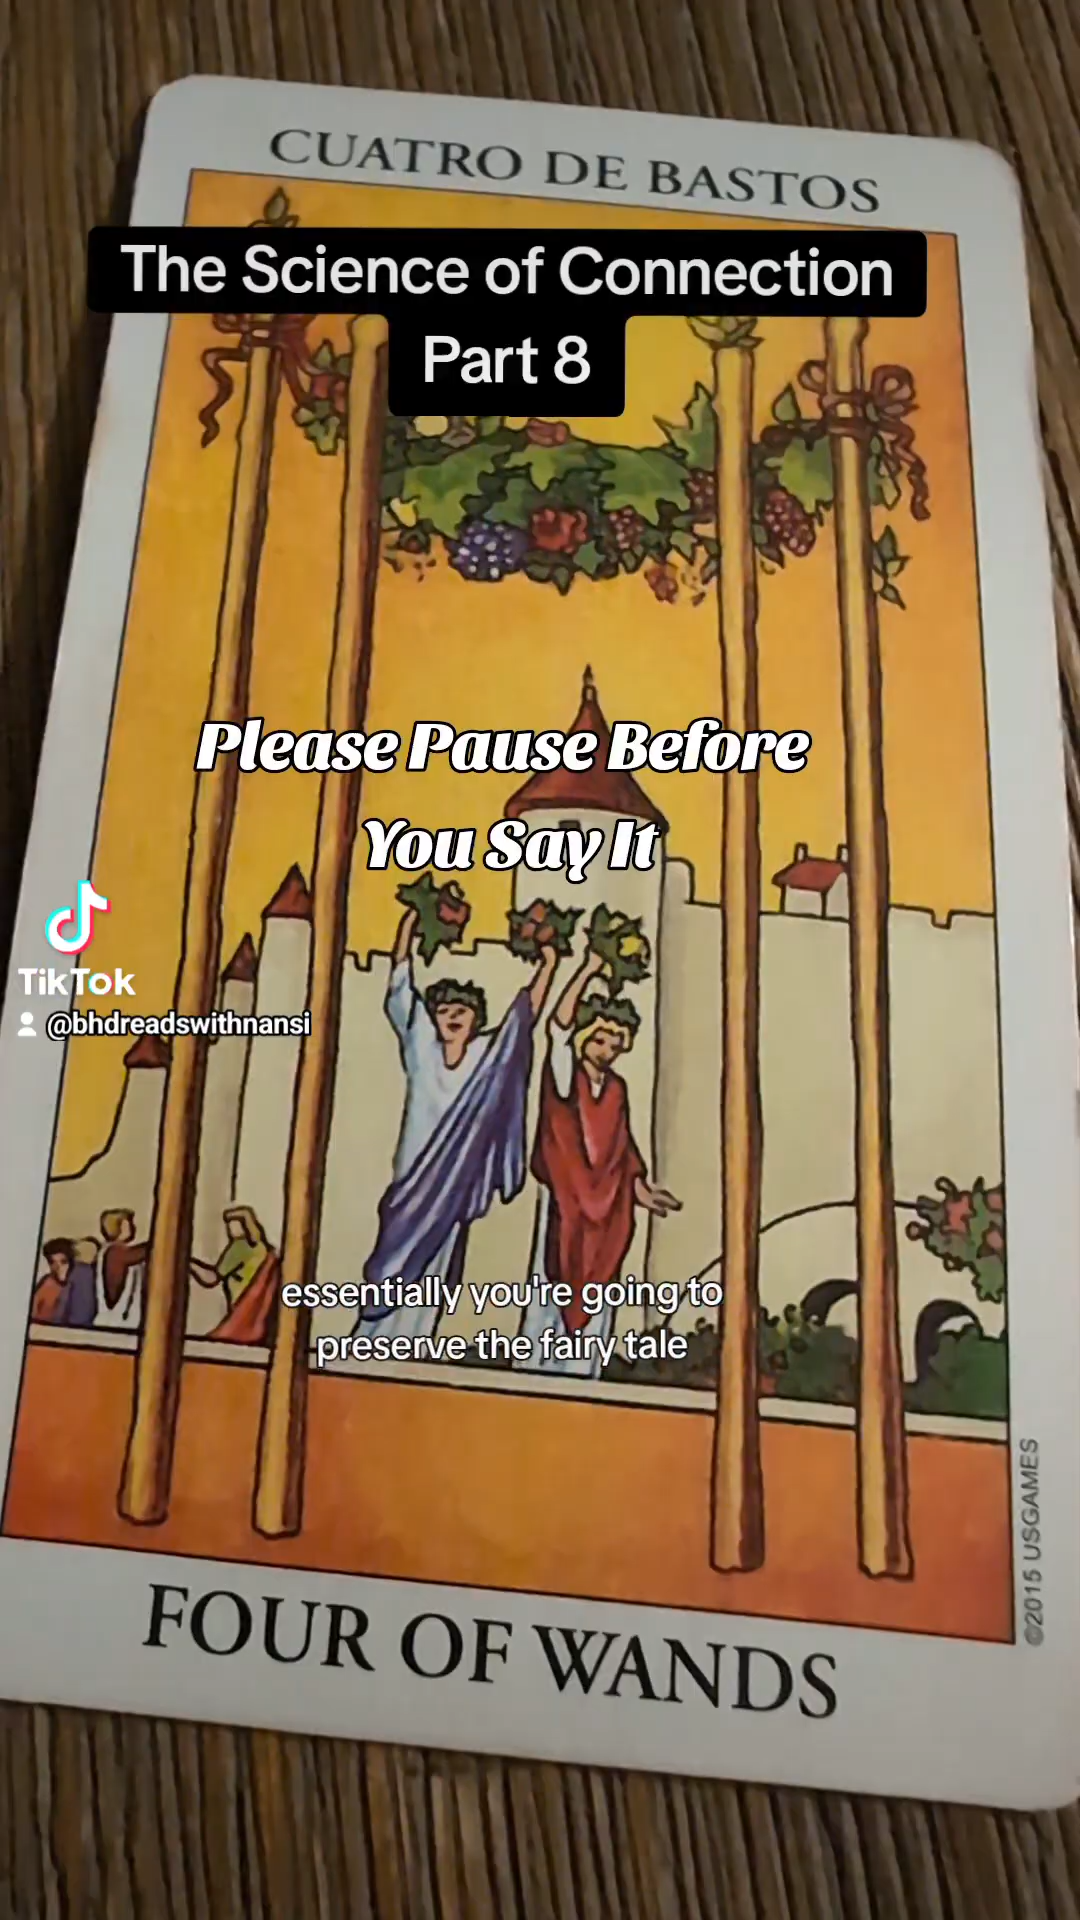 CUATRO DE BASTOS
The Science of Connection
Part 8
Please Pause Before
You Say It
TikTok
@bhdreadswithnansi
essentially you're going to
preserve the fairy tale
©2015 USGAMES
FOUR OF WANDS